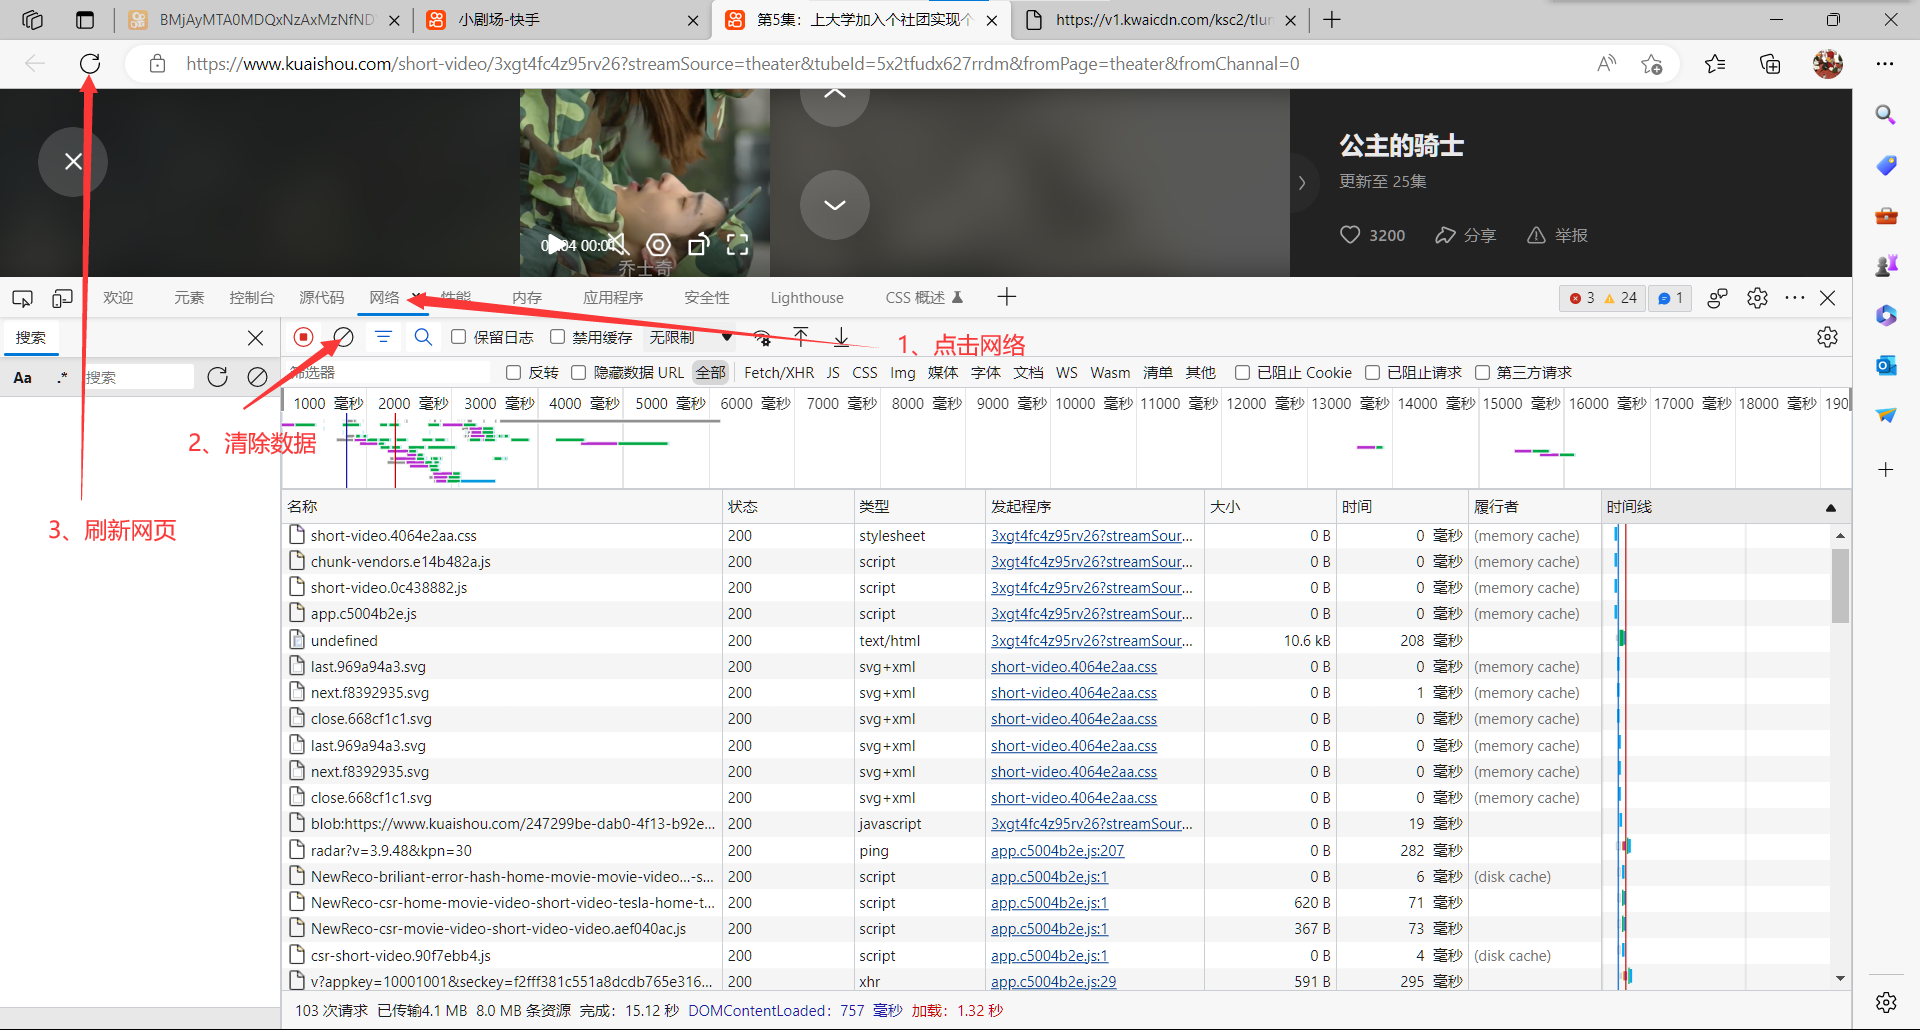 BMjAyMTA0MDQxNzAxMzNfND
小剧场-快手
第5集：上大学加入个社团实现个
https://v1.kwaicdn.com/ksc2/tlur
https://www.kuaishou.com/short-video/3xgt4fc4z95rv26?streamSource=theater&tubeId=5x2tfudx627rrdm&fromPage=theater&fromChannal=0
公主的骑士
更新至 25集
3200 分享 举报
00:04
乔士奇
欢迎 元素 控制台 源代码 网络 性能 内存 应用程序 安全性 Lighthouse CSS 概述 3 24 1
搜索
保留日志 禁用缓存 无限制
1、点击网络
Aa .* 搜索
筛选器 反转 隐藏数据 URL 全部 Fetch/XHR JS CSS Img 媒体 字体 文档 WS Wasm 清单 其他 已阻止 Cookie 已阻止请求 第三方请求
1000 毫秒 2000 毫秒 3000 毫秒 4000 毫秒 5000 毫秒 6000 毫秒 7000 毫秒 8000 毫秒 9000 毫秒 10000 毫秒 11000 毫秒 12000 毫秒 13000 毫秒 14000 毫秒 15000 毫秒 16000 毫秒 17000 毫秒 18000 毫秒 190
2、清除数据
3、刷新网页
名称 状态 类型 发起程序 大小 时间 履行者 时间线
short-video.4064e2aa.css 200 stylesheet 3xgt4fc4z95rv26?streamSour... 0 B 0 毫秒 (memory cache)
chunk-vendors.e14b482a.js 200 script 3xgt4fc4z95rv26?streamSour... 0 B 0 毫秒 (memory cache)
short-video.0c438882.js 200 script 3xgt4fc4z95rv26?streamSour... 0 B 0 毫秒 (memory cache)
app.c5004b2e.js 200 script 3xgt4fc4z95rv26?streamSour... 0 B 0 毫秒 (memory cache)
undefined 200 text/html 3xgt4fc4z95rv26?streamSour... 10.6 kB 208 毫秒
last.969a94a3.svg 200 svg+xml short-video.4064e2aa.css 0 B 0 毫秒 (memory cache)
next.f8392935.svg 200 svg+xml short-video.4064e2aa.css 0 B 1 毫秒 (memory cache)
close.668cf1c1.svg 200 svg+xml short-video.4064e2aa.css 0 B 0 毫秒 (memory cache)
last.969a94a3.svg 200 svg+xml short-video.4064e2aa.css 0 B 0 毫秒 (memory cache)
next.f8392935.svg 200 svg+xml short-video.4064e2aa.css 0 B 0 毫秒 (memory cache)
close.668cf1c1.svg 200 svg+xml short-video.4064e2aa.css 0 B 0 毫秒 (memory cache)
blob:https://www.kuaishou.com/247299be-dab0-4f13-b92e... 200 javascript 3xgt4fc4z95rv26?streamSour... 0 B 19 毫秒
radar?v=3.9.48&kpn=30 200 ping app.c5004b2e.js:207 0 B 282 毫秒
NewReco-briliant-error-hash-home-movie-movie-video...-s... 200 script app.c5004b2e.js:1 0 B 6 毫秒 (disk cache)
NewReco-csr-home-movie-video-short-video-tesla-home-t... 200 script app.c5004b2e.js:1 620 B 71 毫秒
NewReco-csr-movie-video-short-video-video.aef040ac.js 200 script app.c5004b2e.js:1 367 B 73 毫秒
csr-short-video.90f7ebb4.js 200 script app.c5004b2e.js:1 0 B 4 毫秒 (disk cache)
v?appkey=10001001&seckey=f2fff381c551a8dcdb765e316... 200 xhr app.c5004b2e.js:29 591 B 295 毫秒
103 次请求 已传输4.1 MB 8.0 MB 条资源 完成：15.12 秒 DOMContentLoaded：757 毫秒 加载：1.32 秒